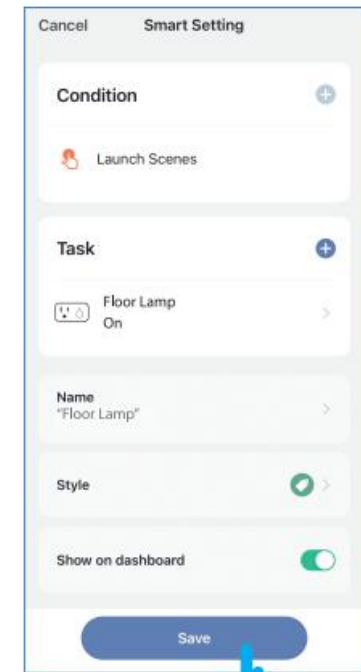 Cancel Smart Setting
Condition
Launch Scenes
Task
Floor Lamp
On
Name
"Floor Lamp"
Style
Show on dashboard
Save